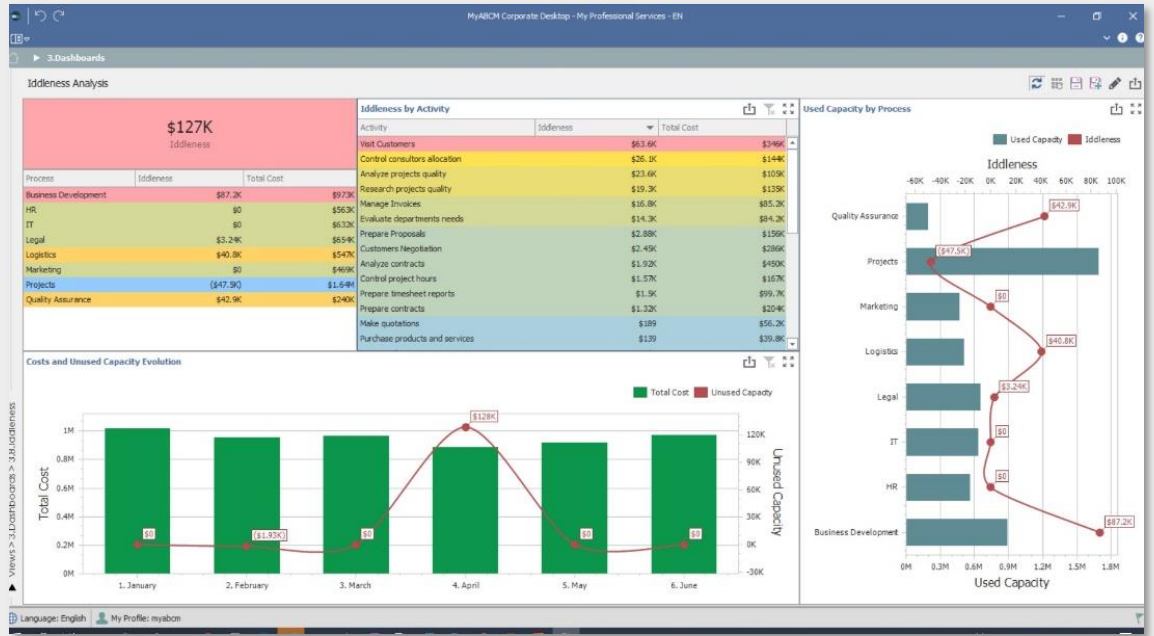 MyABCM Corporate Desktop - My Professional Services - EN
3.Dashboards
Iddleness Analysis
$127K
Iddleness
Process Iddleness Total Cost
Business Development $87.2K $973K
HR $0 $563K
IT $0 $632K
Legal $3.24K $654K
Logistics $40.8K $547K
Marketing $0 $469K
Projects ($47.5K) $1.64M
Quality Assurance $42.9K $240K
Iddleness by Activity
Activity Iddleness Total Cost
Visit Customers $63.6K $346K
Control consultors allocation $26.1K $144K
Analyze projects quality $23.6K $105K
Research projects quality $19.3K $135K
Manage Invoices $16.8K $85.2K
Evaluate departments needs $14.3K $84.2K
Prepare Proposals $2.88K $156K
Customers Negotiation $2.45K $286K
Analyze contracts $1.92K $450K
Control project hours $1.57K $167K
Prepare timesheet reports $1.5K $99.7K
Prepare contracts $1.32K $204K
Make quotations $189 $56.2K
Purchase products and services $139 $39.8K
Used Capacity by Process
Used Capacity Iddleness
Iddleness
-60K -40K -20K 0K 20K 40K 60K 80K 100K
Quality Assurance $42.9K
Projects ($47.5K)
Marketing $0
Logistics $40.8K
Legal $3.24K
IT $0
HR $0
Business Development $87.2K
0M 0.3M 0.6M 0.9M 1.2M 1.5M 1.8M
Used Capacity
Costs and Unused Capacity Evolution
Total Cost Unused Capacity
Total Cost
1M
0.8M
0.6M
0.4M
0.2M
0M
$0
($1.93K)
$0
$128K
$0
$0
120K
90K
60K
30K
0K
-30K
Unused Capacity
1. January 2. February 3. March 4. April 5. May 6. June
Views > 3.Dashboards > 3.8.Iddleness
Language: English My Profile: myabcm